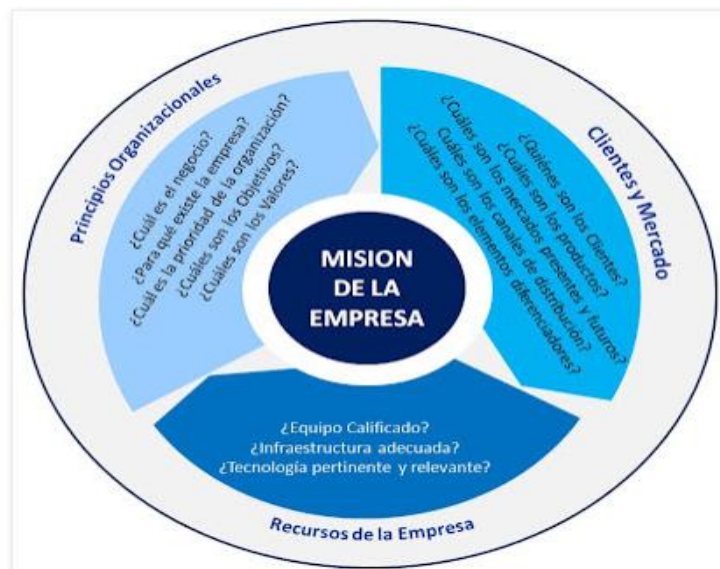 Principios Organizacionales
¿Cuál es el negocio?
¿Para qué existe la empresa?
¿Cuál es la prioridad de la organización?
¿Cuáles son los Objetivos?
¿Cuáles son los Valores?
Clientes y Mercado
¿Quiénes son los Clientes?
¿Cuáles son los productos?
¿Cuáles son los mercados presentes y futuros?
Cuáles son los canales de distribución?
¿Cuáles son los elementos diferenciadores?
MISION
DE LA
EMPRESA
¿Equipo Calificado?
¿Infraestructura adecuada?
¿Tecnología pertinente y relevante?
Recursos de la Empresa